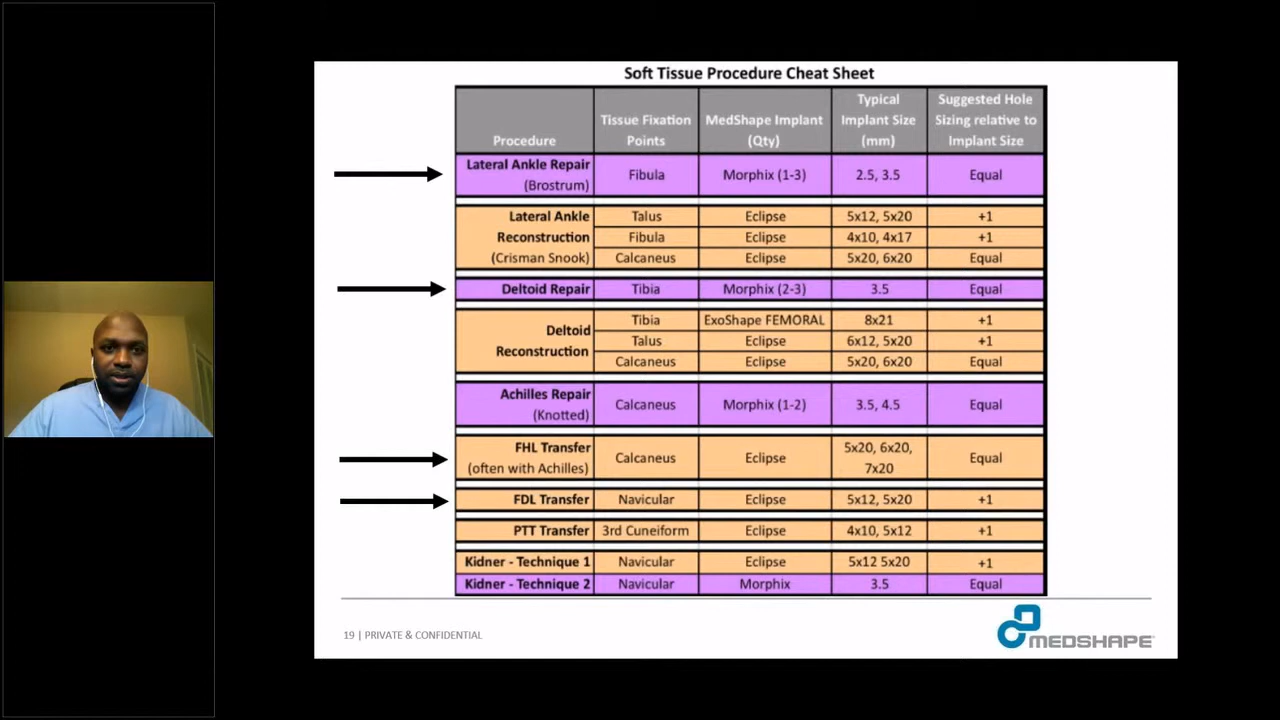 Soft Tissue Procedure Cheat Sheet
Procedure
Tissue Fixation
Points
MedShape Implant
(Qty)
Typical
Implant Size
(mm)
Suggested Hole
Sizing relative to
Implant Size
Lateral Ankle Repair
(Brostrum)
Fibula
Morphix (1-3)
2.5, 3.5
Equal
Lateral Ankle
Reconstruction
(Crisman Snook)
Talus
Eclipse
5x12, 5x20
+1
Fibula
Eclipse
4x10, 4x17
+1
Calcaneus
Eclipse
5x20, 6x20
Equal
Deltoid Repair
Tibia
Morphix (2-3)
3.5
Equal
Deltoid
Reconstruction
Tibia
ExoShape FEMORAL
8x21
+1
Talus
Eclipse
6x12, 5x20
+1
Calcaneus
Eclipse
5x20, 6x20
Equal
Achilles Repair
(Knotted)
Calcaneus
Morphix (1-2)
3.5, 4.5
Equal
FHL Transfer
(often with Achilles)
Calcaneus
Eclipse
5x20, 6x20,
7x20
Equal
FDL Transfer
Navicular
Eclipse
5x12, 5x20
+1
PTT Transfer
3rd Cuneiform
Eclipse
4x10, 5x12
+1
Kidner - Technique 1
Navicular
Eclipse
5x12 5x20
+1
Kidner - Technique 2
Navicular
Morphix
3.5
Equal
19 | PRIVATE & CONFIDENTIAL
MEDSHAPE